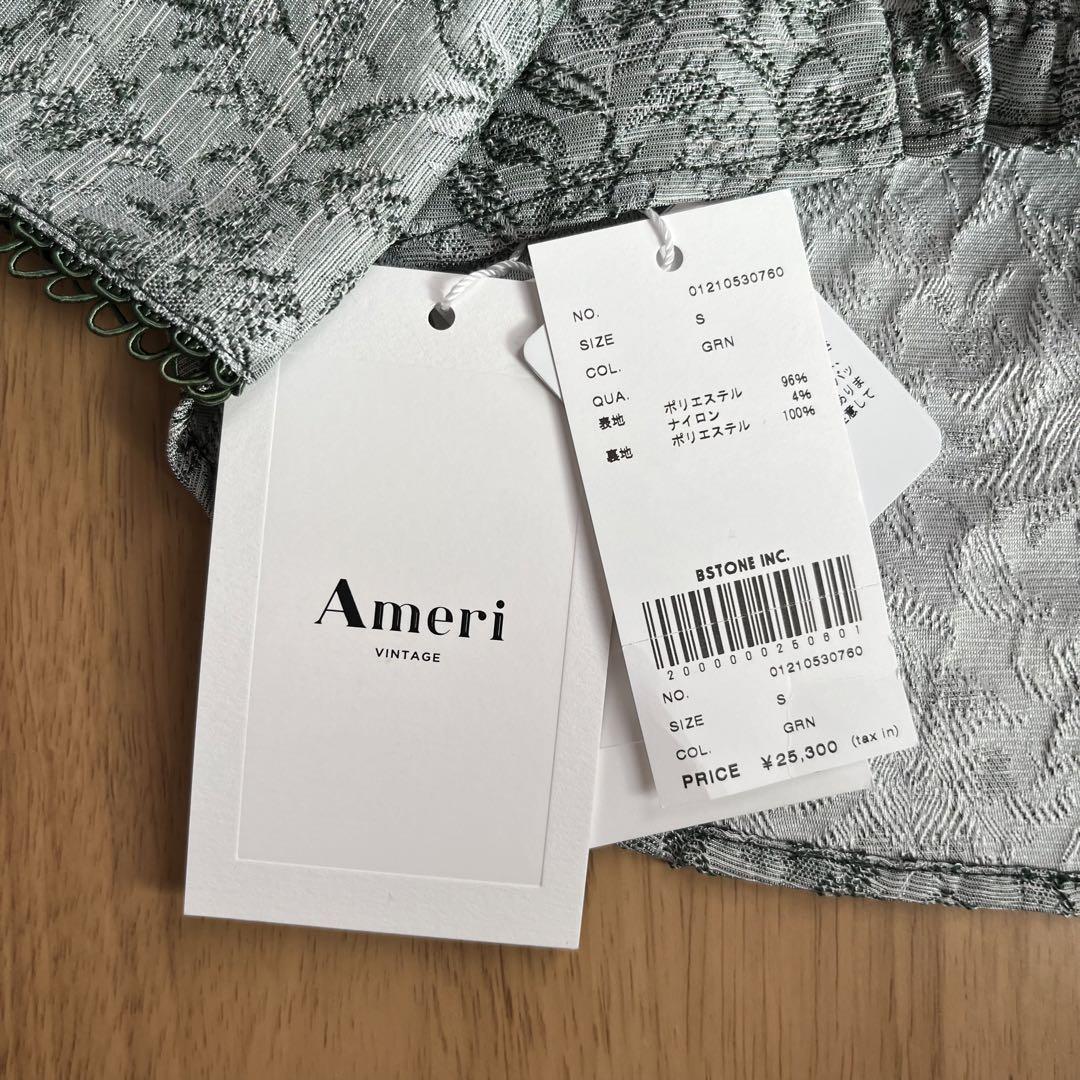 Ameri
VINTAGE
NO. 01210530760
SIZE S
COL. GRN
QUA.
表地 ポリエステル 96%
ナイロン 4%
裏地 ポリエステル 100%
BSTONE INC.
2000000250601
NO. 01210530760
SIZE S
COL. GRN
PRICE ¥25,300 (tax in)